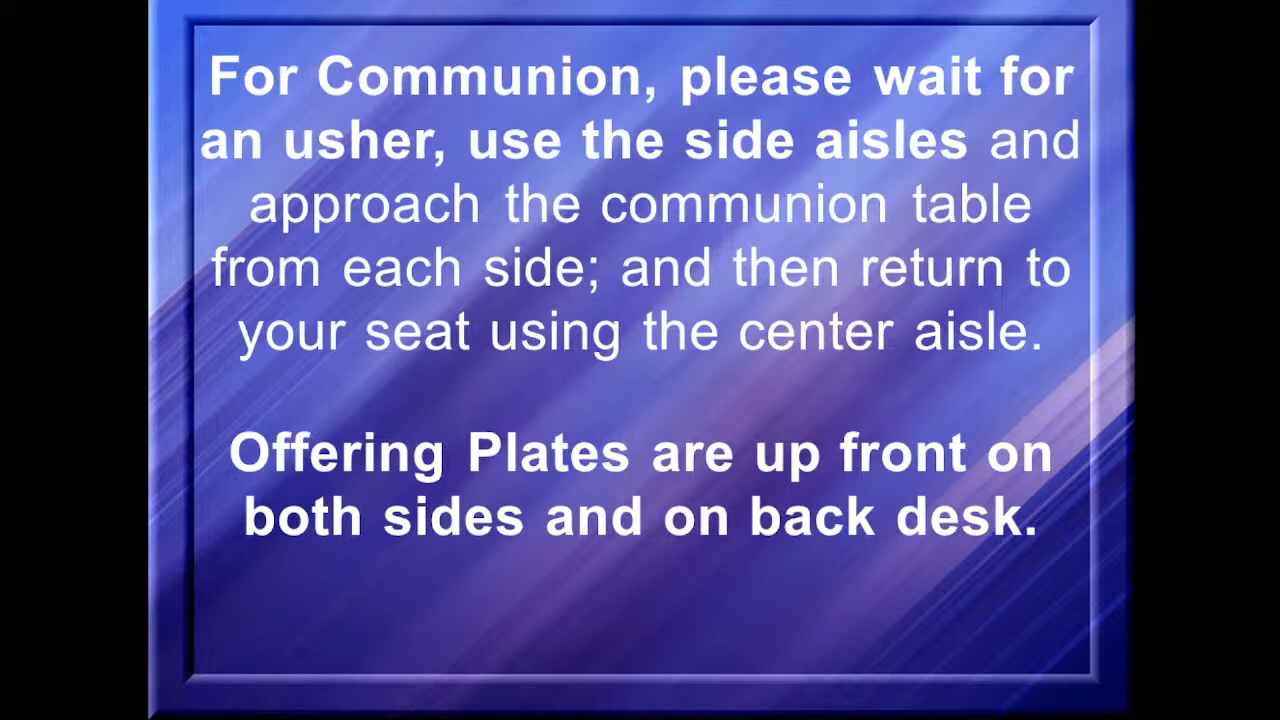 For Communion, please wait for
an usher, use the side aisles and
approach the communion table
from each side; and then return to
your seat using the center aisle.
Offering Plates are up front on
both sides and on back desk.